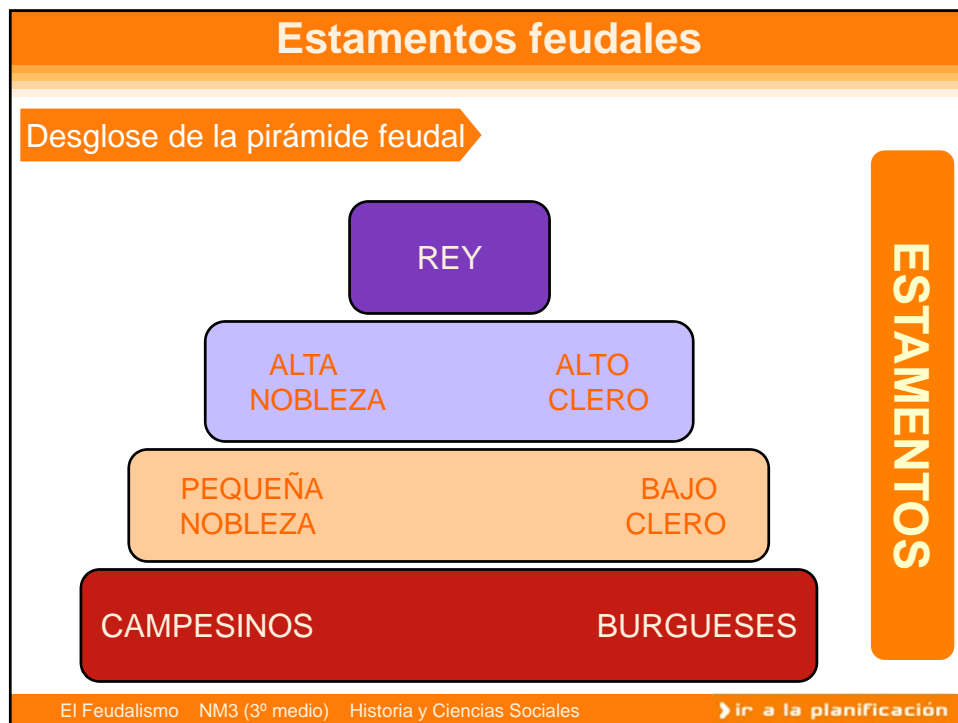 Estamentos feudales
Desglose de la pirámide feudal
REY
ALTA
NOBLEZA
ALTO
CLERO
PEQUEÑA
NOBLEZA
BAJO
CLERO
CAMPESINOS
BURGUESES
ESTAMENTOS
El Feudalismo NM3 (3º medio) Historia y Ciencias Sociales
ir a la planificación